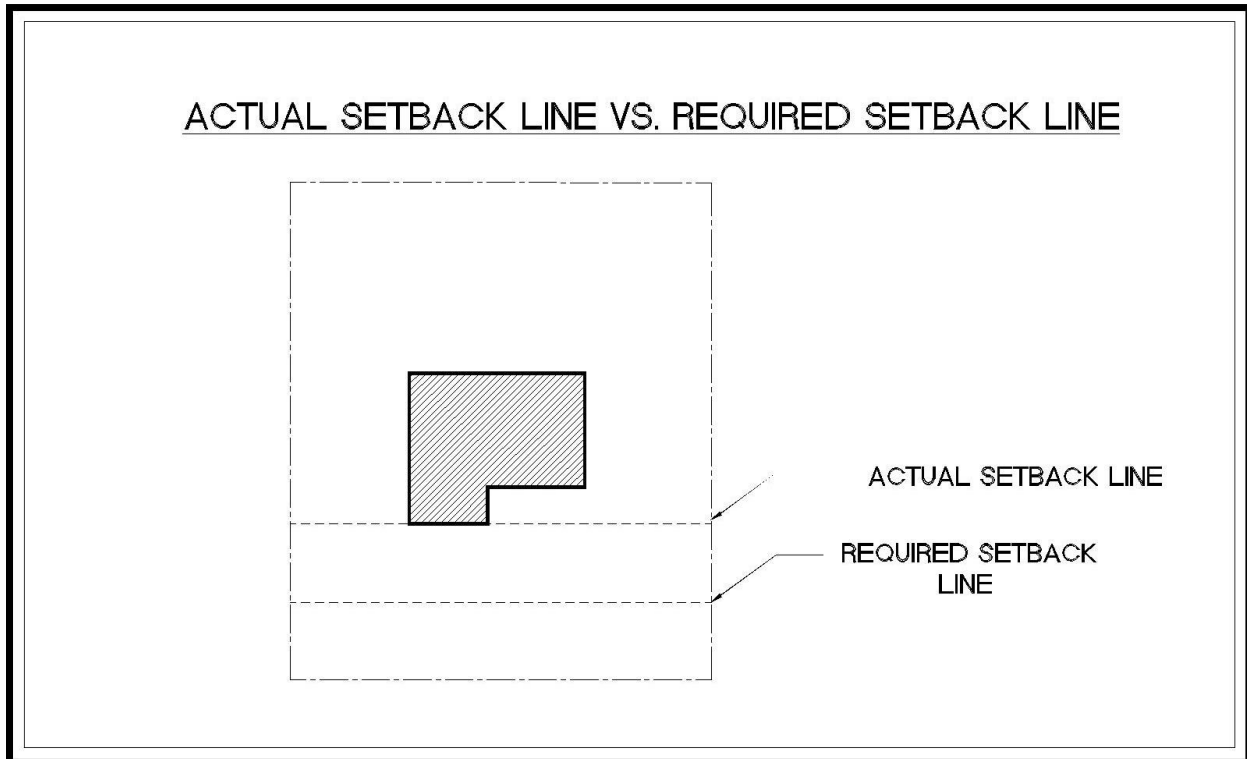 ACTUAL SETBACK LINE VS. REQUIRED SETBACK LINE
ACTUAL SETBACK LINE
REQUIRED SETBACK
LINE